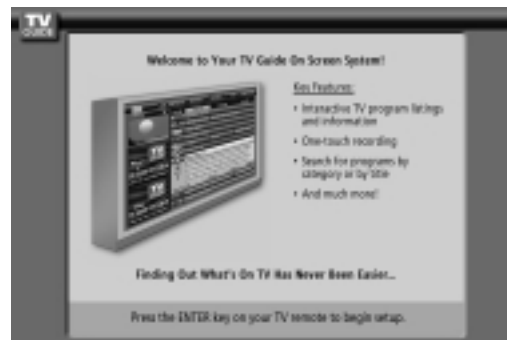 TV
GUIDE
Welcome to Your TV Guide On Screen System!
Key Features:
• Interactive TV program listings
and information
• One-touch recording
• Search for programs by
category or by title
• And much more!
TV
TV
Finding Out What's On TV Has Never Been Easier...
Press the ENTER key on your TV remote to begin setup.